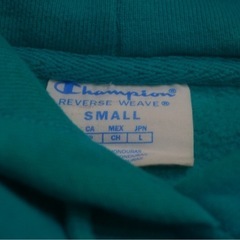 Champion
REVERSE WEAVE®
SMALL
CA MEX JPN
CH L